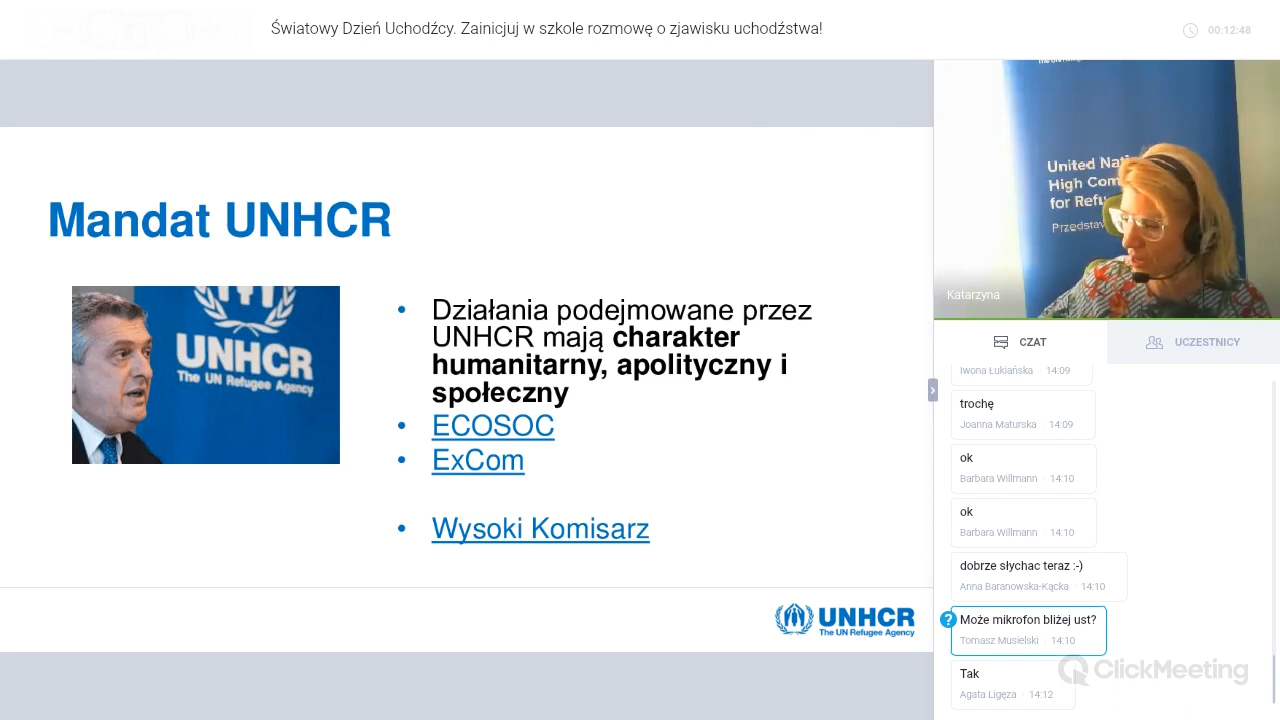 Światowy Dzień Uchodźcy. Zainicjuj w szkole rozmowę o zjawisku uchodźstwa!
00:12:48
Mandat UNHCR
UNHCR
The UN Refugee Agency
• Działania podejmowane przez
UNHCR mają charakter
humanitarny, apolityczny i
społeczny
• ECOSOC
• ExCom
• Wysoki Komisarz
UNHCR
The UN Refugee Agency
United Nat
High Com
for Refu
Przedstaw
Katarzyna
CZAT
UCZESTNICY
Iwona Łukiańska 14:09
trochę
Joanna Maturska 14:09
ok
Barbara Willmann 14:10
ok
Barbara Willmann 14:10
dobrze słychac teraz :-)
Anna Baranowska-Kącka 14:10
? Może mikrofon bliżej ust?
Tomasz Musielski 14:10
Tak
Agata Ligęza 14:12
ClickMeeting